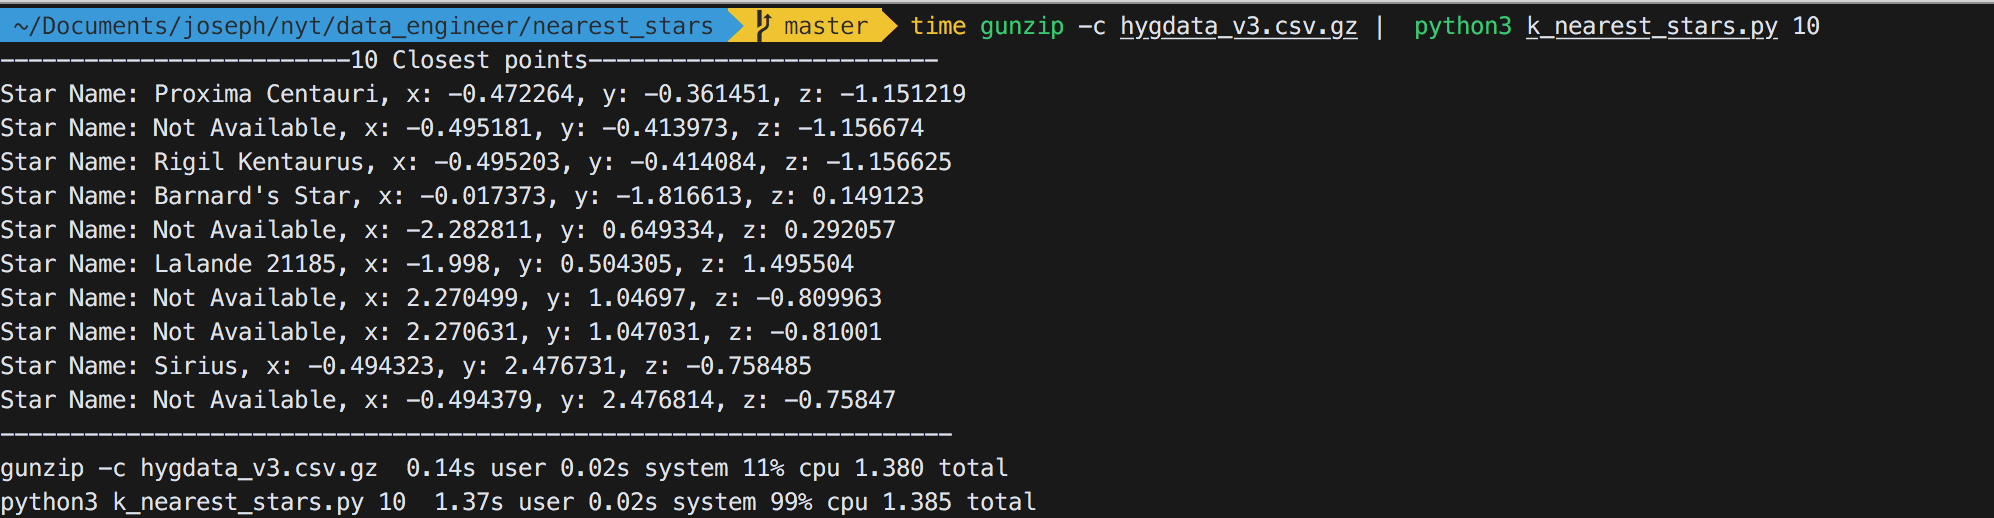 ~/Documents/joseph/nyt/data_engineer/nearest_stars master time gunzip -c hygdata_v3.csv.gz | python3 k_nearest_stars.py 10
-------------------------10 Closest points-------------------------
Star Name: Proxima Centauri, x: -0.472264, y: -0.361451, z: -1.151219
Star Name: Not Available, x: -0.495181, y: -0.413973, z: -1.156674
Star Name: Rigil Kentaurus, x: -0.495203, y: -0.414084, z: -1.156625
Star Name: Barnard's Star, x: -0.017373, y: -1.816613, z: 0.149123
Star Name: Not Available, x: -2.282811, y: 0.649334, z: 0.292057
Star Name: Lalande 21185, x: -1.998, y: 0.504305, z: 1.495504
Star Name: Not Available, x: 2.270499, y: 1.04697, z: -0.809963
Star Name: Not Available, x: 2.270631, y: 1.047031, z: -0.81001
Star Name: Sirius, x: -0.494323, y: 2.476731, z: -0.758485
Star Name: Not Available, x: -0.494379, y: 2.476814, z: -0.75847
--------------------------------------------------------------------
gunzip -c hygdata_v3.csv.gz  0.14s user 0.02s system 11% cpu 1.380 total
python3 k_nearest_stars.py 10  1.37s user 0.02s system 99% cpu 1.385 total